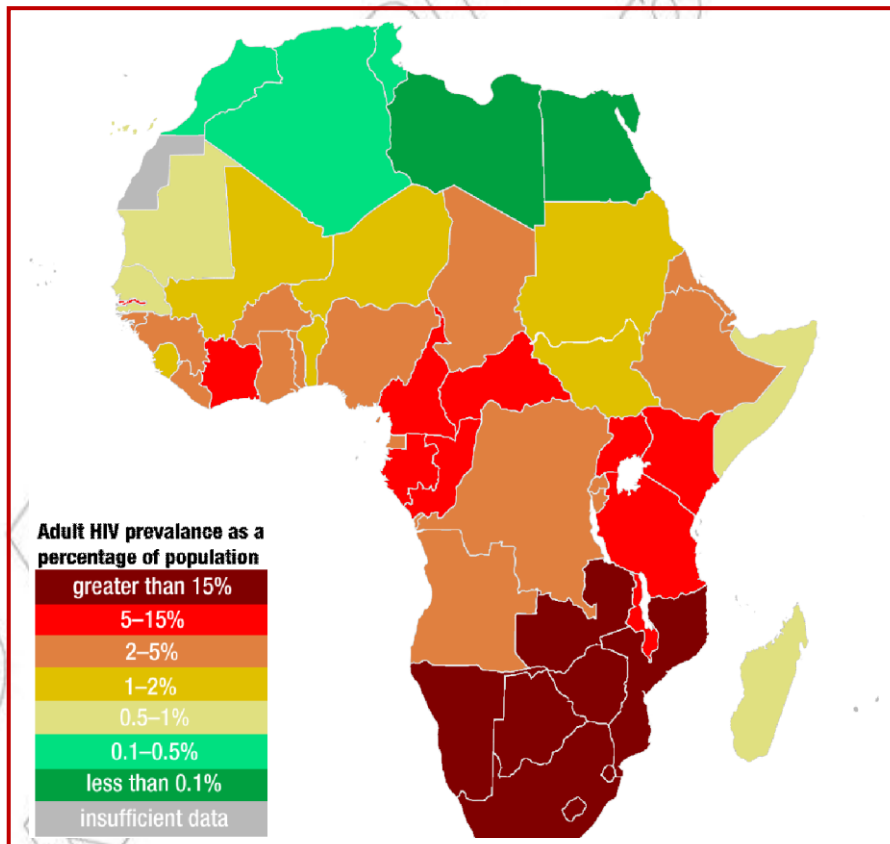 Adult HIV prevalance as a
percentage of population
greater than 15%
5–15%
2–5%
1–2%
0.5–1%
0.1–0.5%
less than 0.1%
insufficient data